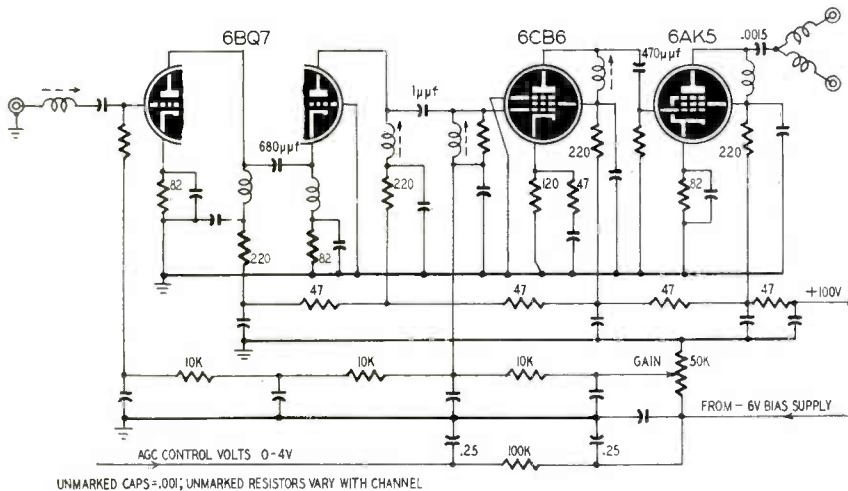 6BQ7
6CB6
6AK5
.0015
470µµf
1µµf
680µµf
220
220
82
220
120
47
82
220
82
47
47
47
47
+100V
10K
10K
10K
GAIN
50K
FROM - 6V BIAS SUPPLY
AGC CONTROL VOLTS 0-4V
.25
100K
.25
UNMARKED CAPS=.001; UNMARKED RESISTORS VARY WITH CHANNEL